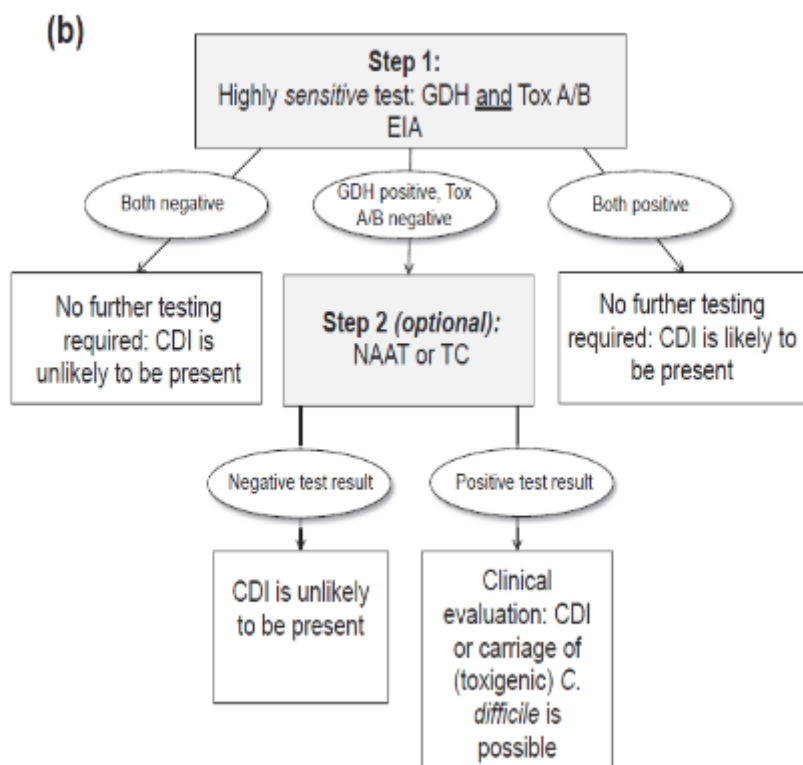 (b)
Step 1:
Highly sensitive test: GDH and Tox A/B
EIA
Both negative
GDH positive, Tox
A/B negative
Both positive
No further testing
required: CDI is
unlikely to be present
Step 2 (optional):
NAAT or TC
No further testing
required: CDI is likely to
be present
Negative test result
Positive test result
CDI is unlikely
to be present
Clinical
evaluation: CDI
or carriage of
(toxigenic) C.
difficile is
possible